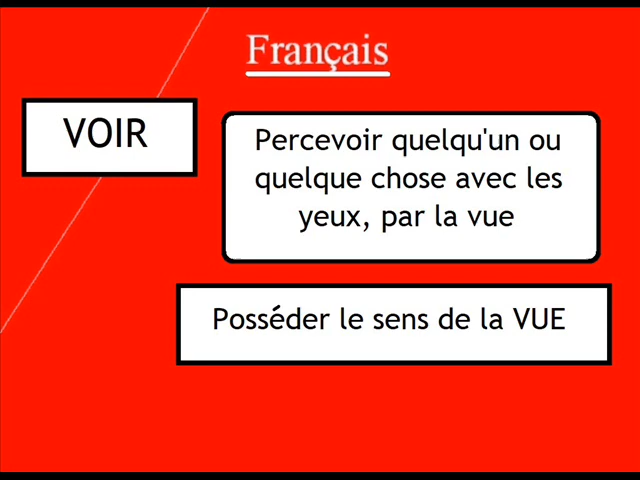 Français
VOIR
Percevoir quelqu'un ou
quelque chose avec les
yeux, par la vue
Posséder le sens de la VUE